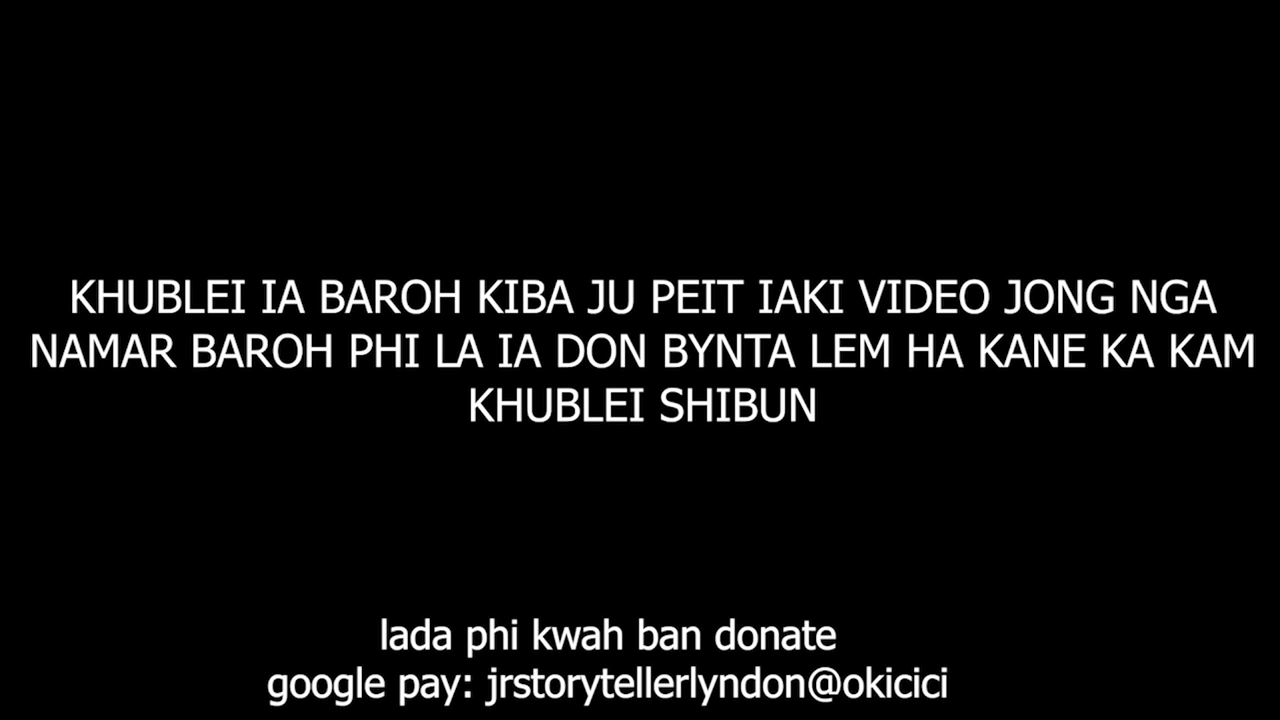 KHUBLEI IA BAROH KIBA JU PEIT IAKI VIDEO JONG NGA
NAMAR BAROH PHI LA IA DON BYNTA LEM HA KANE KA KAM
KHUBLEI SHIBUN
lada phi kwah ban donate
google pay: jrstorytellerlyndon@okicici